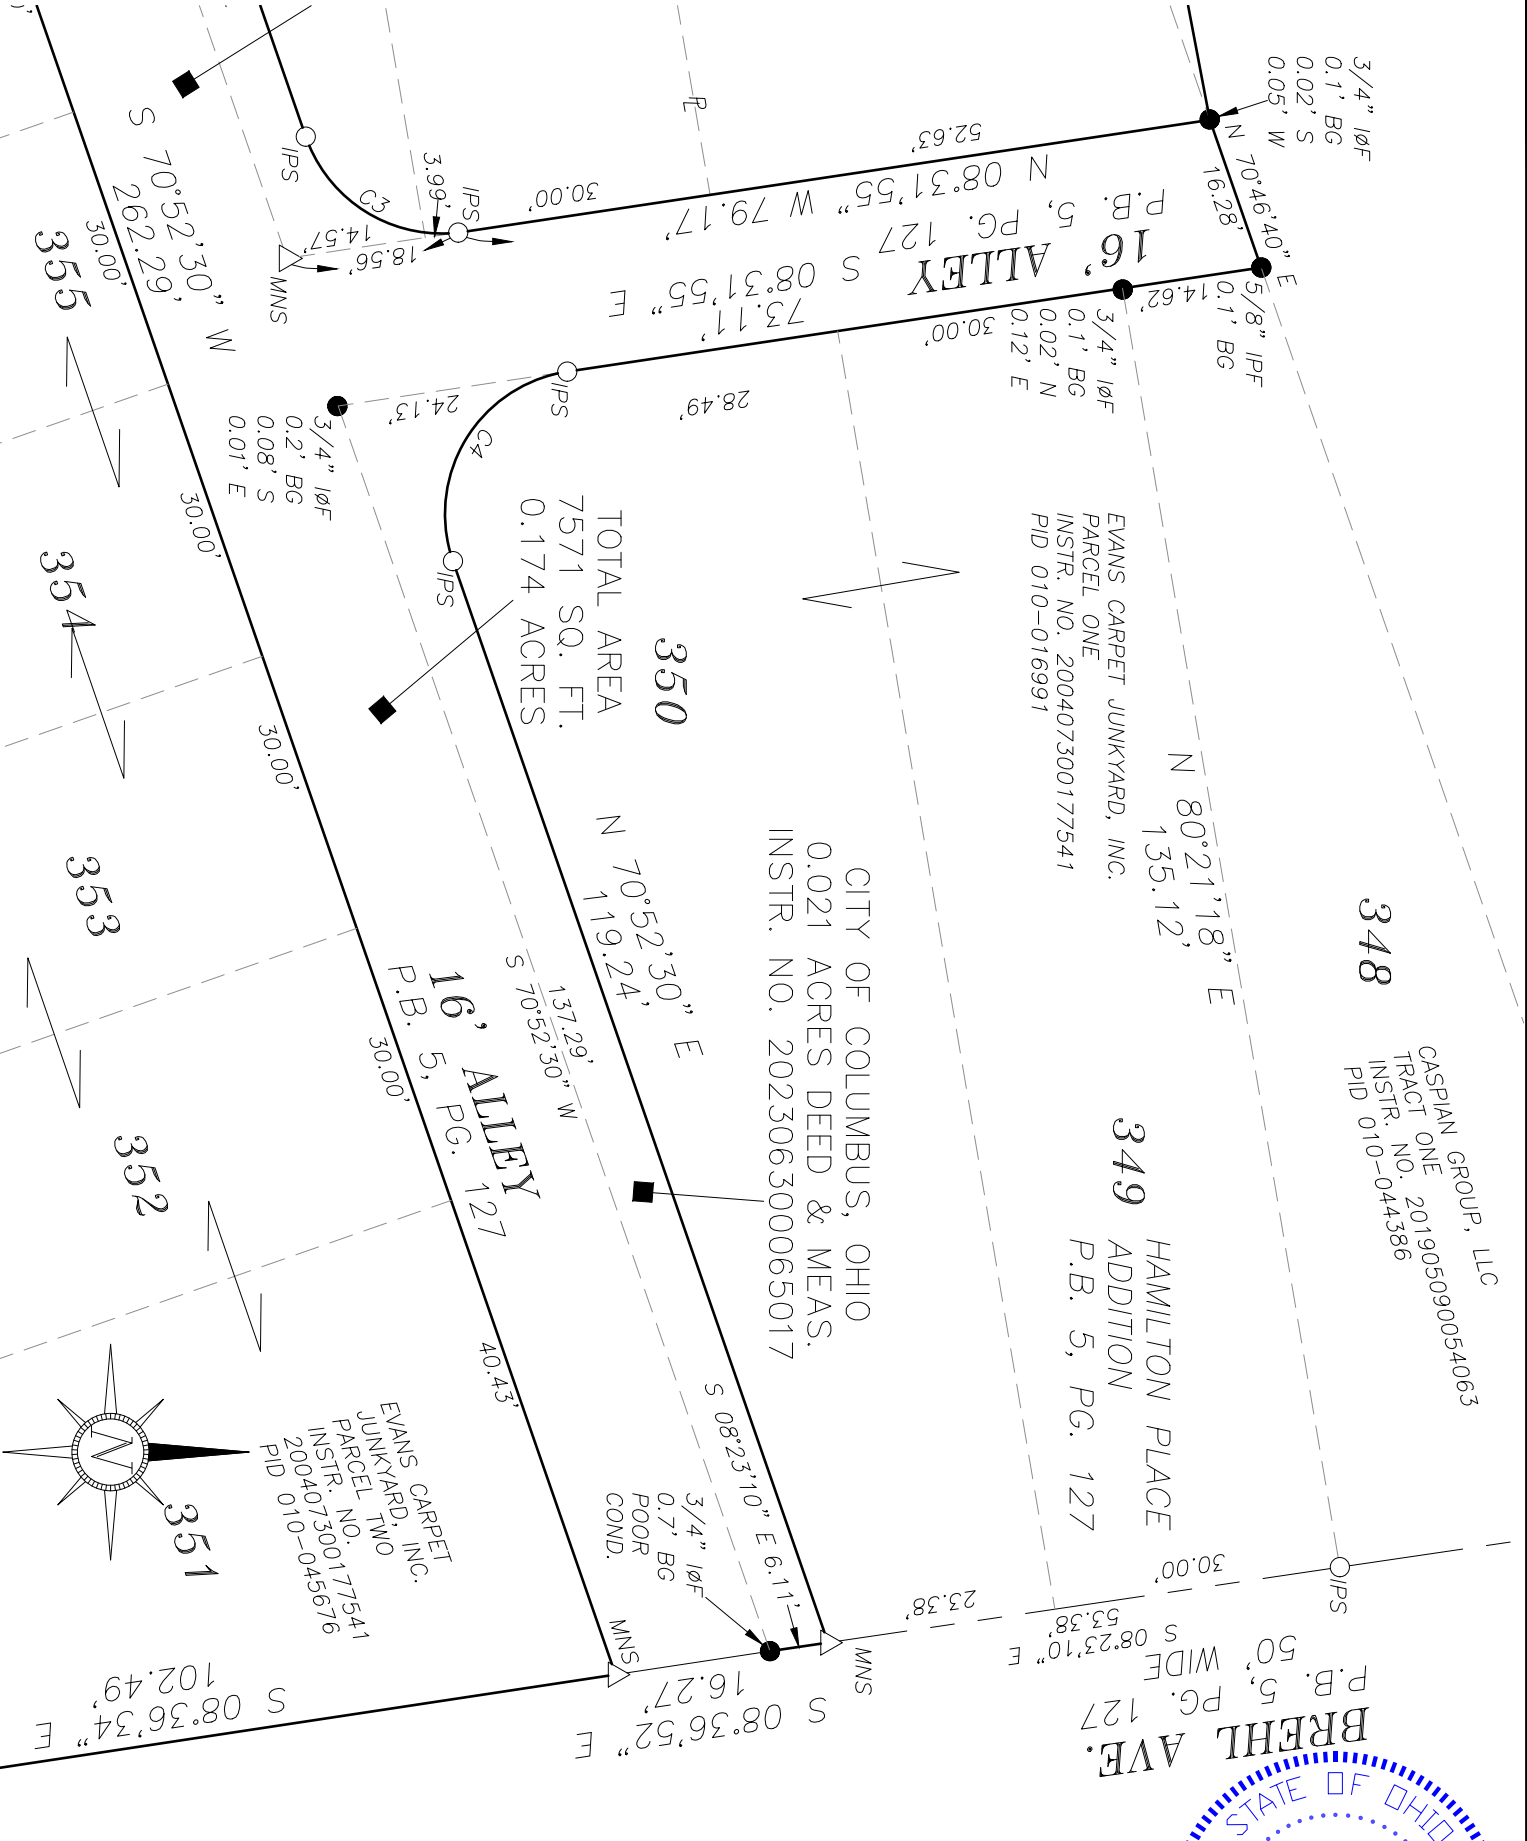 3/4" IØF
0.1' BG
0.02' S
0.05' W
N 70°46'40" E
16.28'
5/8" IPF
0.1' BG
52.63'
30.00'
3.99'
N 08°31'55" W 79.17'
P.B. 5, PG. 127
16' ALLEY
S 08°31'55" E
73.11'
14.62'
30.00'
28.49'
3/4" IØF
0.1' BG
0.02' N
0.12' E
PL
IPS
C3
IPS
14.57'
18.56'
MNS
IPS
C4
IPS
24.13'
3/4" IØF
0.2' BG
0.08' S
0.01' E
S 70°52'30" W
262.29'
30.00'
30.00'
30.00'
30.00'
40.43'
355
354
353
352
351
350
349
348
TOTAL AREA
7571 SQ. FT.
0.174 ACRES
EVANS CARPET JUNKYARD, INC.
PARCEL ONE
INSTR. NO. 200407300177541
PID 010-016991
N 80°21'18" E
135.12'
CASPIAN GROUP, LLC
TRACT ONE
INSTR. NO. 201905090054063
PID 010-044386
HAMILTON PLACE
ADDITION
P.B. 5, PG. 127
CITY OF COLUMBUS, OHIO
0.021 ACRES DEED & MEAS.
INSTR. NO. 202306300065017
N 70°52'30" E
119.24'
137.29'
S 70°52'30" W
16' ALLEY
P.B. 5, PG. 127
S 08°23'10" E 6.11'
3/4" IØF
0.7' BG
POOR
COND.
EVANS CARPET
JUNKYARD, INC.
PARCEL TWO
INSTR. NO.
200407300177541
PID 010-045676
N
MNS
MNS
IPS
30.00'
23.38'
53.38'
S 08°23'10" E
BREHL AVE.
P.B. 5, PG. 127
50' WIDE
S 08°36'52" E
16.27'
S 08°36'34" E
102.49'
STATE OF OHIO